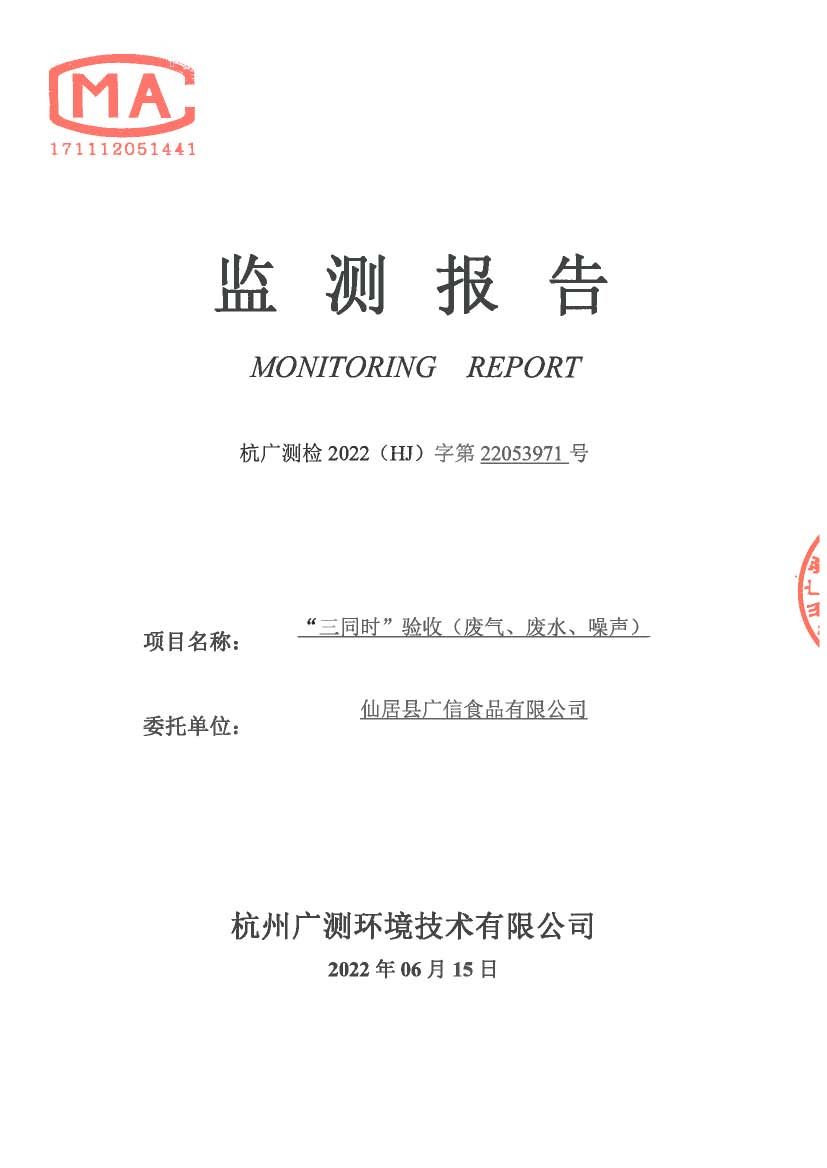 MA
171112051441
监测报告
MONITORING REPORT
杭广测检 2022（HJ）字第 22053971 号
项目名称： “三同时”验收（废气、废水、噪声）
委托单位： 仙居县广信食品有限公司
杭州广测环境技术有限公司
2022 年 06 月 15 日